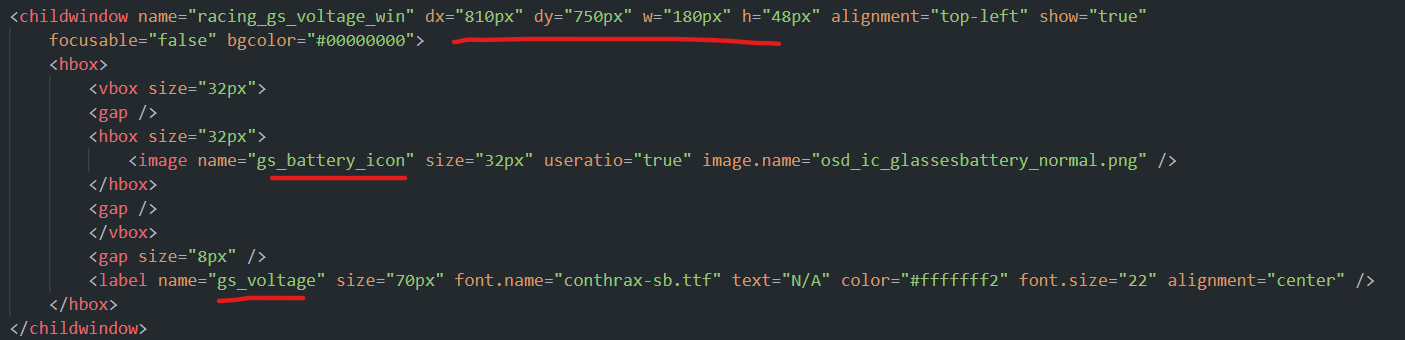 <childwindow name="racing_gs_voltage_win" dx="810px" dy="750px" w="180px" h="48px" alignment="top-left" show="true"
focusable="false" bgcolor="#00000000">
<hbox>
<vbox size="32px">
<gap />
<hbox size="32px">
<image name="gs_battery_icon" size="32px" useratio="true" image.name="osd_ic_glassesbattery_normal.png" />
</hbox>
<gap />
</vbox>
<gap size="8px" />
<label name="gs_voltage" size="70px" font.name="conthrax-sb.ttf" text="N/A" color="#fffffff2" font.size="22" alignment="center" />
</hbox>
</childwindow>